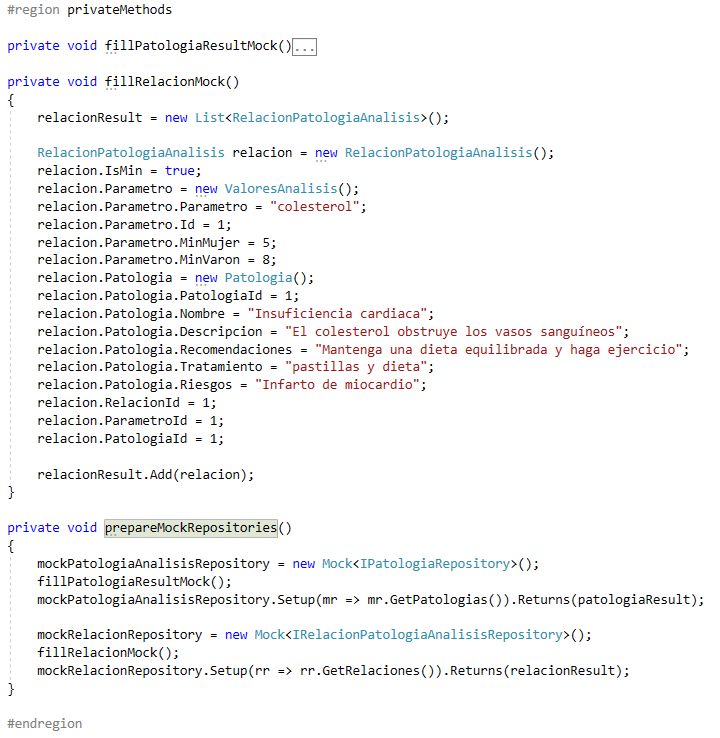 #region privateMethods
private void fillPatologiaResultMock()...
private void fillRelacionMock()
{
relacionResult = new List<RelacionPatologiaAnalisis>();
RelacionPatologiaAnalisis relacion = new RelacionPatologiaAnalisis();
relacion.IsMin = true;
relacion.Parametro = new ValoresAnalisis();
relacion.Parametro.Parametro = "colesterol";
relacion.Parametro.Id = 1;
relacion.Parametro.MinMujer = 5;
relacion.Parametro.MinVaron = 8;
relacion.Patologia = new Patologia();
relacion.Patologia.PatologiaId = 1;
relacion.Patologia.Nombre = "Insuficiencia cardiaca";
relacion.Patologia.Descripcion = "El colesterol obstruye los vasos sanguíneos";
relacion.Patologia.Recomendaciones = "Mantenga una dieta equilibrada y haga ejercicio";
relacion.Patologia.Tratamiento = "pastillas y dieta";
relacion.Patologia.Riesgos = "Infarto de miocardio";
relacion.RelacionId = 1;
relacion.ParametroId = 1;
relacion.PatologiaId = 1;
relacionResult.Add(relacion);
}
private void prepareMockRepositories()
{
mockPatologiaAnalisisRepository = new Mock<IPatologiaRepository>();
fillPatologiaResultMock();
mockPatologiaAnalisisRepository.Setup(mr => mr.GetPatologias()).Returns(patologiaResult);
mockRelacionRepository = new Mock<IRelacionPatologiaAnalisisRepository>();
fillRelacionMock();
mockRelacionRepository.Setup(rr => rr.GetRelaciones()).Returns(relacionResult);
}
#endregion